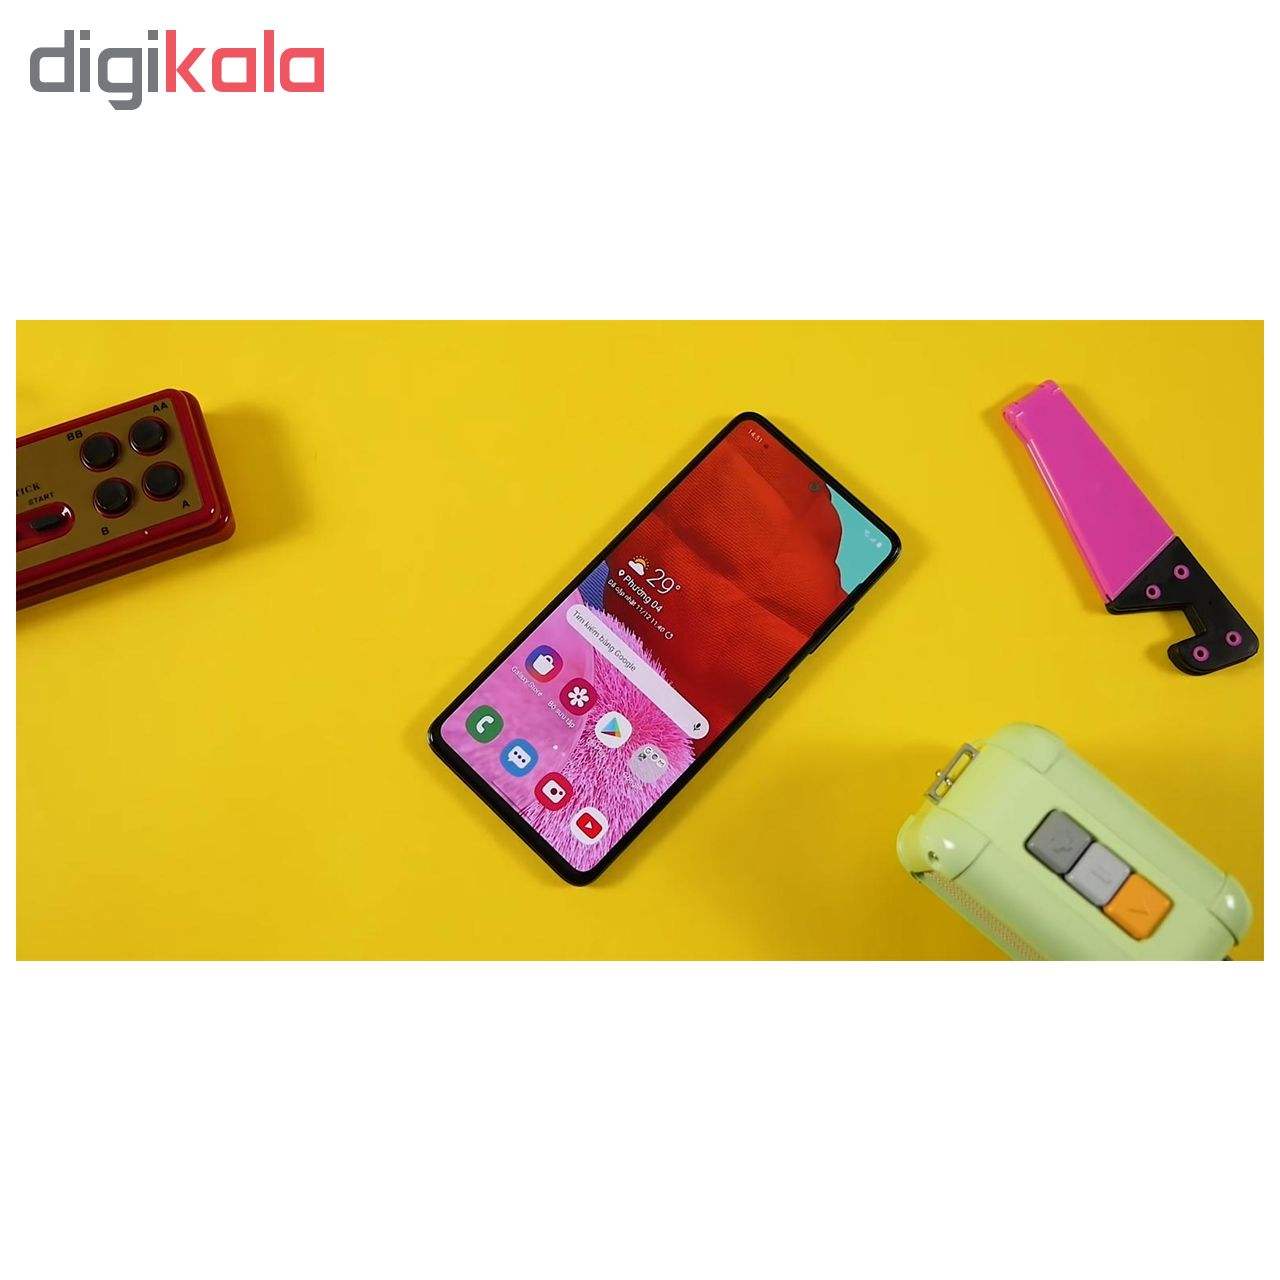 digikala
AA
BB
TICK
START
A
B
14:51
29°
Phường 04
Đã cập nhật 11/12 11:40
Tìm kiếm bằng Google
Galaxy Store
Bộ sưu tập